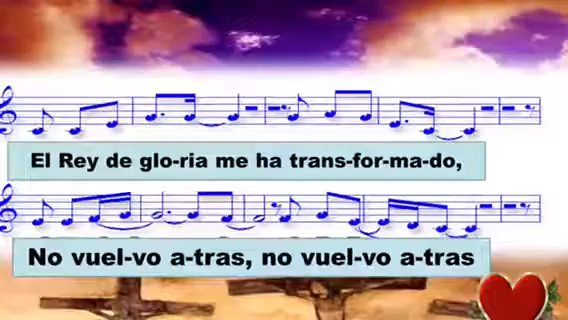 El Rey de glo-ria me ha trans-for-ma-do,
No vuel-vo a-tras, no vuel-vo a-tras